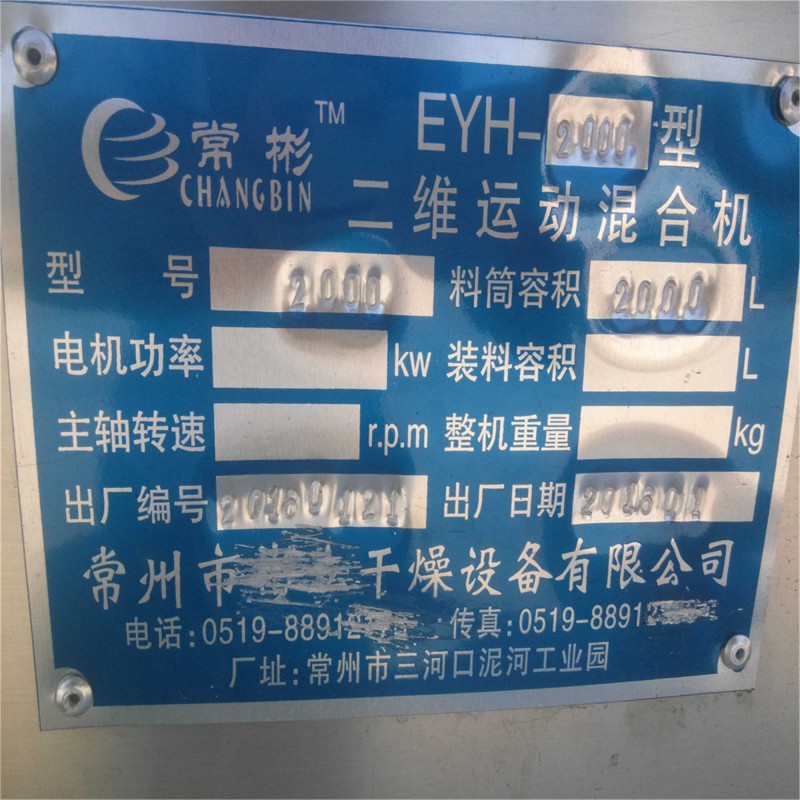 常彬 TM EYH-2000型
CHANGBIN 二维运动混合机
型号 2000 料筒容积 2000 L
电机功率 kw 装料容积 L
主轴转速 r.p.m 整机重量 kg
出厂编号 20160121 出厂日期 201601
常州市 干燥设备有限公司
电话:0519-8891 传真:0519-8891
厂址:常州市三河口泥河工业园